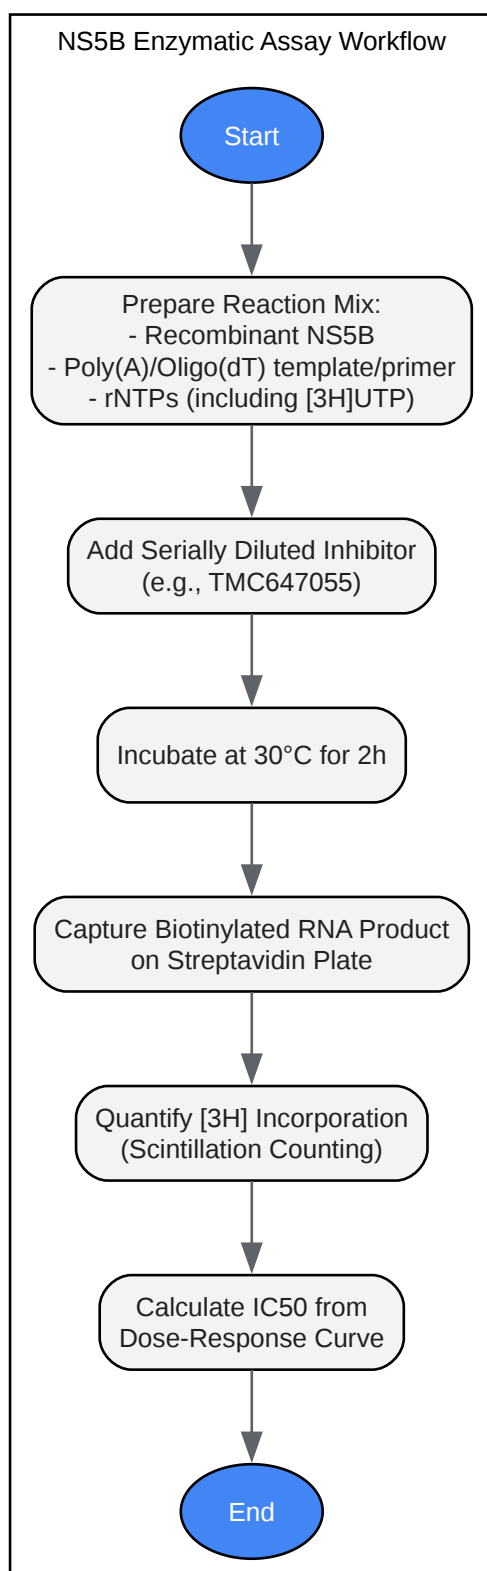 NS5B Enzymatic Assay Workflow
Start
Prepare Reaction Mix:
- Recombinant NS5B
- Poly(A)/Oligo(dT) template/primer
- rNTPs (including [3H]UTP)
Add Serially Diluted Inhibitor
(e.g., TMC647055)
Incubate at 30°C for 2h
Capture Biotinylated RNA Product
on Streptavidin Plate
Quantify [3H] Incorporation
(Scintillation Counting)
Calculate IC50 from
Dose-Response Curve
End